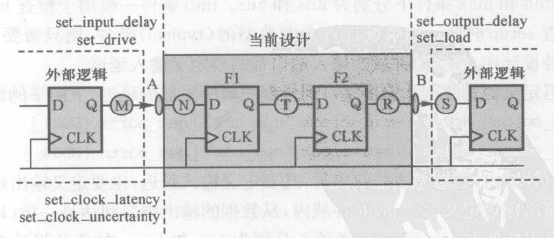 set_input_delay
set_drive
当前设计
set_output_delay
set_load
外部逻辑
A
F1
F2
B
外部逻辑
D Q
M
N
D Q
T
D Q
R
S
D Q
CLK
CLK
CLK
CLK
set_clock_latency
set_clock_uncertainty